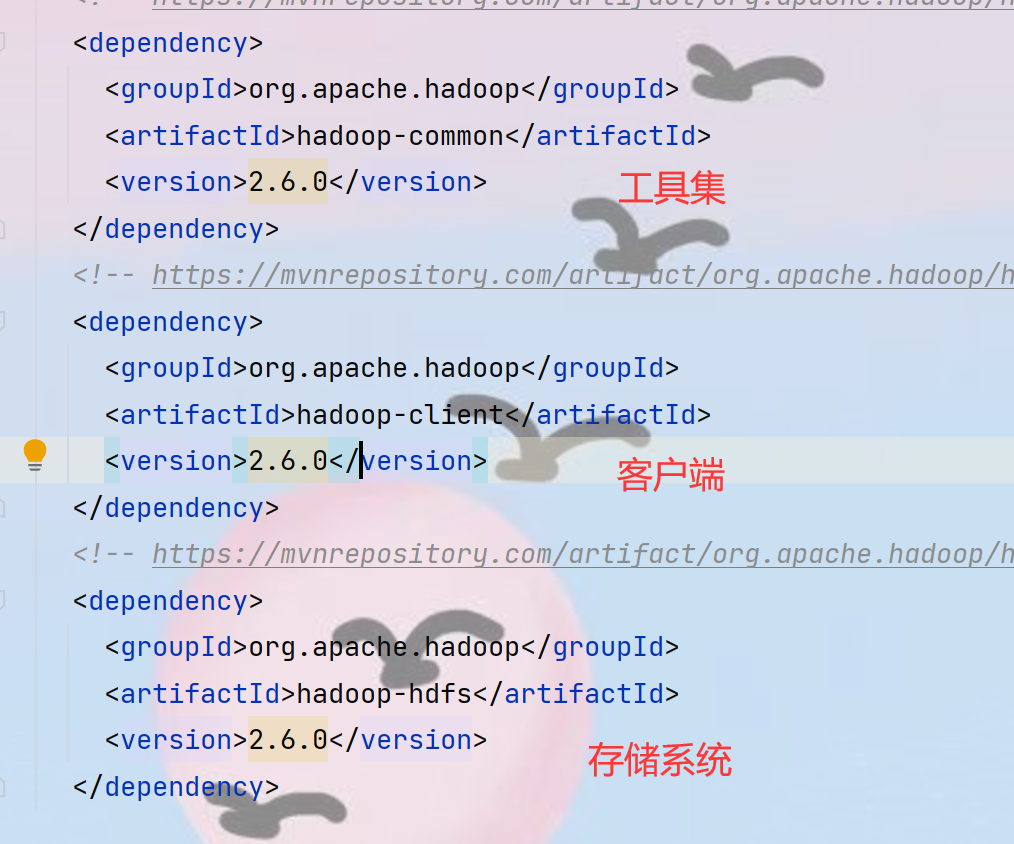 <!-- https://mvnrepository.com/artifact/org.apache.hadoop/h
<dependency>
<groupId>org.apache.hadoop</groupId>
<artifactId>hadoop-common</artifactId>
<version>2.6.0</version>
工具集
</dependency>
<!-- https://mvnrepository.com/artifact/org.apache.hadoop/h
<dependency>
<groupId>org.apache.hadoop</groupId>
<artifactId>hadoop-client</artifactId>
<version>2.6.0</version>
客户端
</dependency>
<!-- https://mvnrepository.com/artifact/org.apache.hadoop/h
<dependency>
<groupId>org.apache.hadoop</groupId>
<artifactId>hadoop-hdfs</artifactId>
<version>2.6.0</version>
存储系统
</dependency>